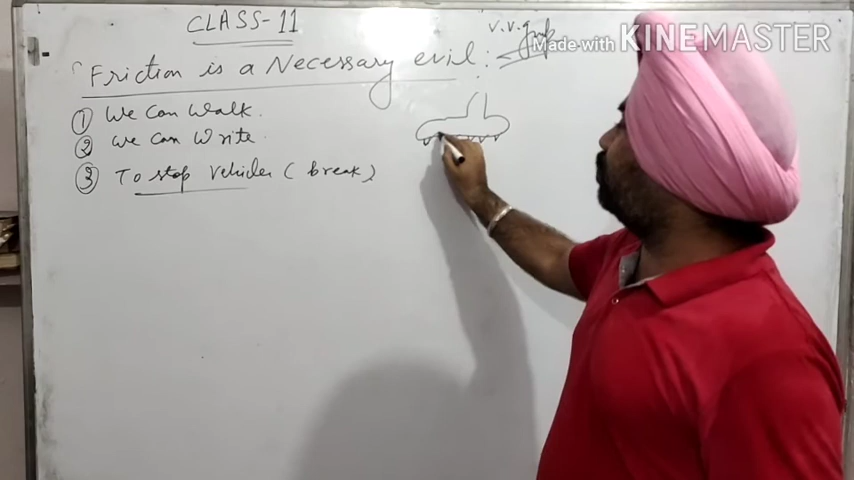 CLASS-11
V.V.
Made with KINEMASTER
"Friction is a Necessary evil :
① We Can Walk.
② We Can Write
③ To stop Vehicles ( break )